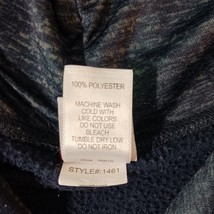 100% POLYESTER
MACHINE WASH
COLD WITH
LIKE COLORS
DO NOT USE
BLEACH
TUMBLE DRY LOW
DO NOT IRON
STYLE#:1461